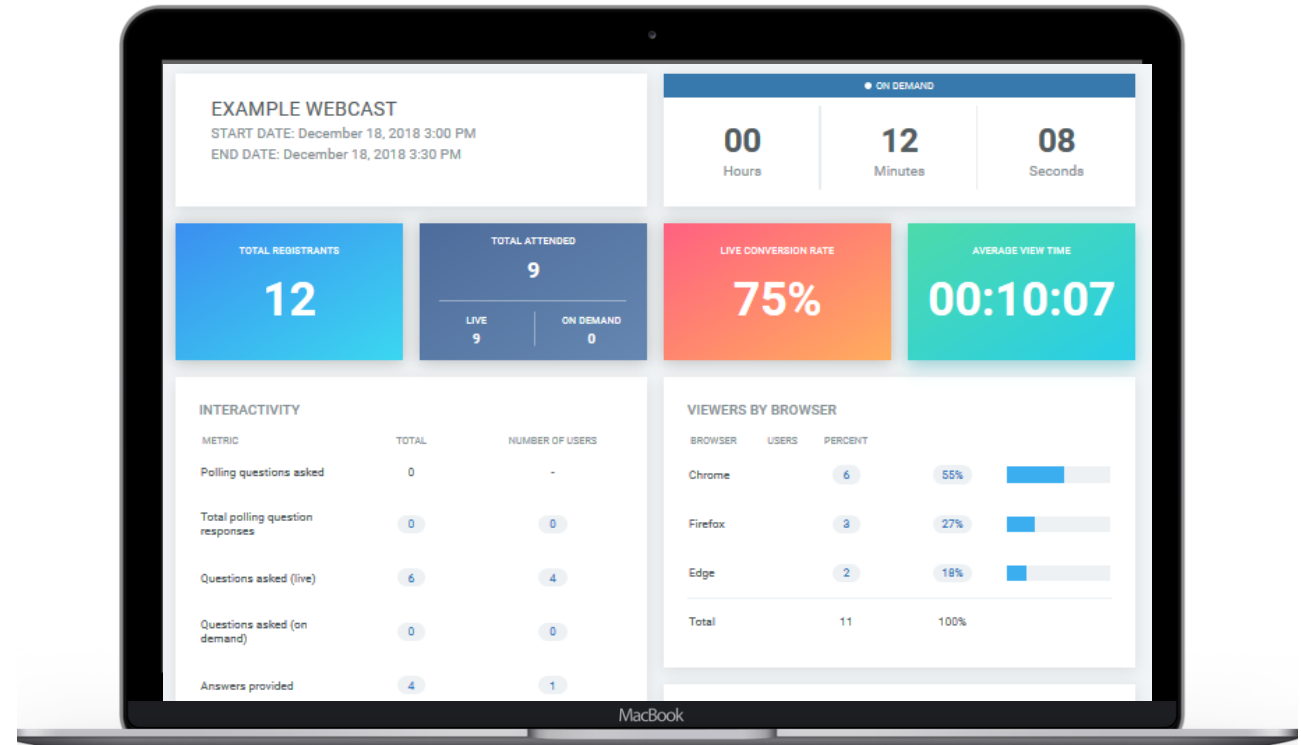 EXAMPLE WEBCAST
START DATE: December 18, 2018 3:00 PM
END DATE: December 18, 2018 3:30 PM
ON DEMAND
00 12 08
Hours Minutes Seconds
TOTAL REGISTRANTS
12
TOTAL ATTENDED
9
LIVE ON DEMAND
9 0
LIVE CONVERSION RATE
75%
AVERAGE VIEW TIME
00:10:07
INTERACTIVITY
METRIC TOTAL NUMBER OF USERS
Polling questions asked 0 -
Total polling question
responses 0 0
Questions asked (live) 6 4
Questions asked (on
demand) 0 0
Answers provided 4 1
VIEWERS BY BROWSER
BROWSER USERS PERCENT
Chrome 6 55%
Firefox 3 27%
Edge 2 18%
Total 11 100%
MacBook